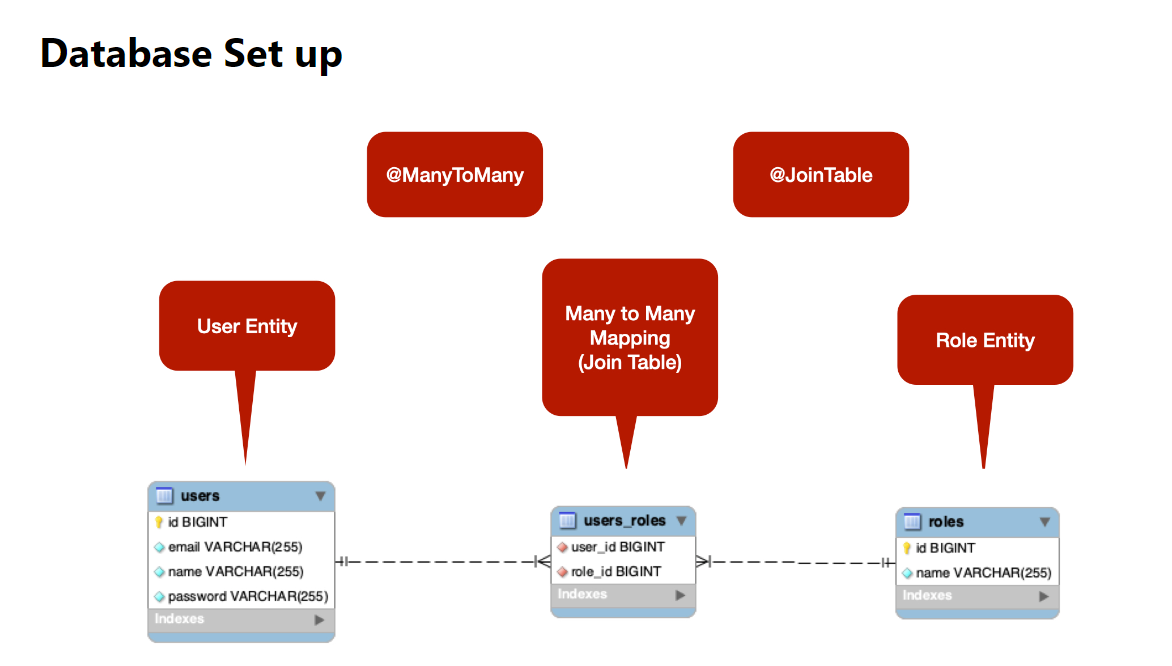 Database Set up
@ManyToMany
@JoinTable
User Entity
Many to Many
Mapping
(Join Table)
Role Entity
users
id BIGINT
email VARCHAR(255)
name VARCHAR(255)
password VARCHAR(255)
Indexes
users_roles
user_id BIGINT
role_id BIGINT
Indexes
roles
id BIGINT
name VARCHAR(255)
Indexes